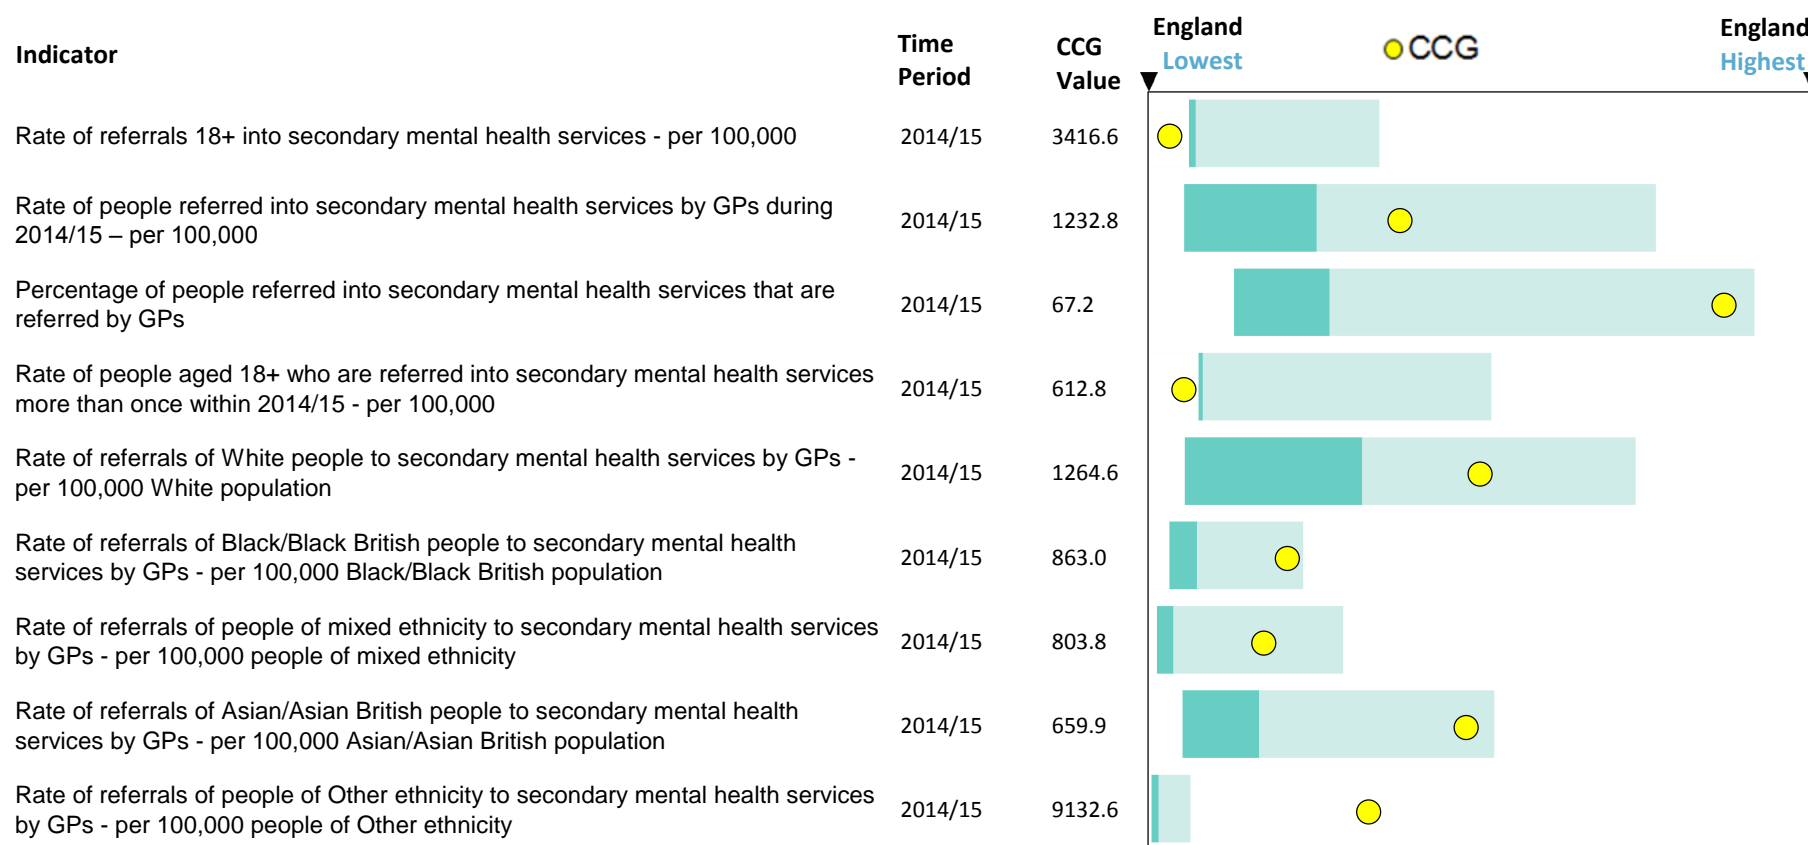 Indicator
Time Period
CCG Value
England Lowest
CCG
England Highest
Rate of referrals 18+ into secondary mental health services - per 100,000
2014/15
3416.6
Rate of people referred into secondary mental health services by GPs during
2014/15 – per 100,000
2014/15
1232.8
Percentage of people referred into secondary mental health services that are
referred by GPs
2014/15
67.2
Rate of people aged 18+ who are referred into secondary mental health services
more than once within 2014/15 - per 100,000
2014/15
612.8
Rate of referrals of White people to secondary mental health services by GPs -
per 100,000 White population
2014/15
1264.6
Rate of referrals of Black/Black British people to secondary mental health
services by GPs - per 100,000 Black/Black British population
2014/15
863.0
Rate of referrals of people of mixed ethnicity to secondary mental health services
by GPs - per 100,000 people of mixed ethnicity
2014/15
803.8
Rate of referrals of Asian/Asian British people to secondary mental health
services by GPs - per 100,000 Asian/Asian British population
2014/15
659.9
Rate of referrals of people of Other ethnicity to secondary mental health services
by GPs - per 100,000 people of Other ethnicity
2014/15
9132.6